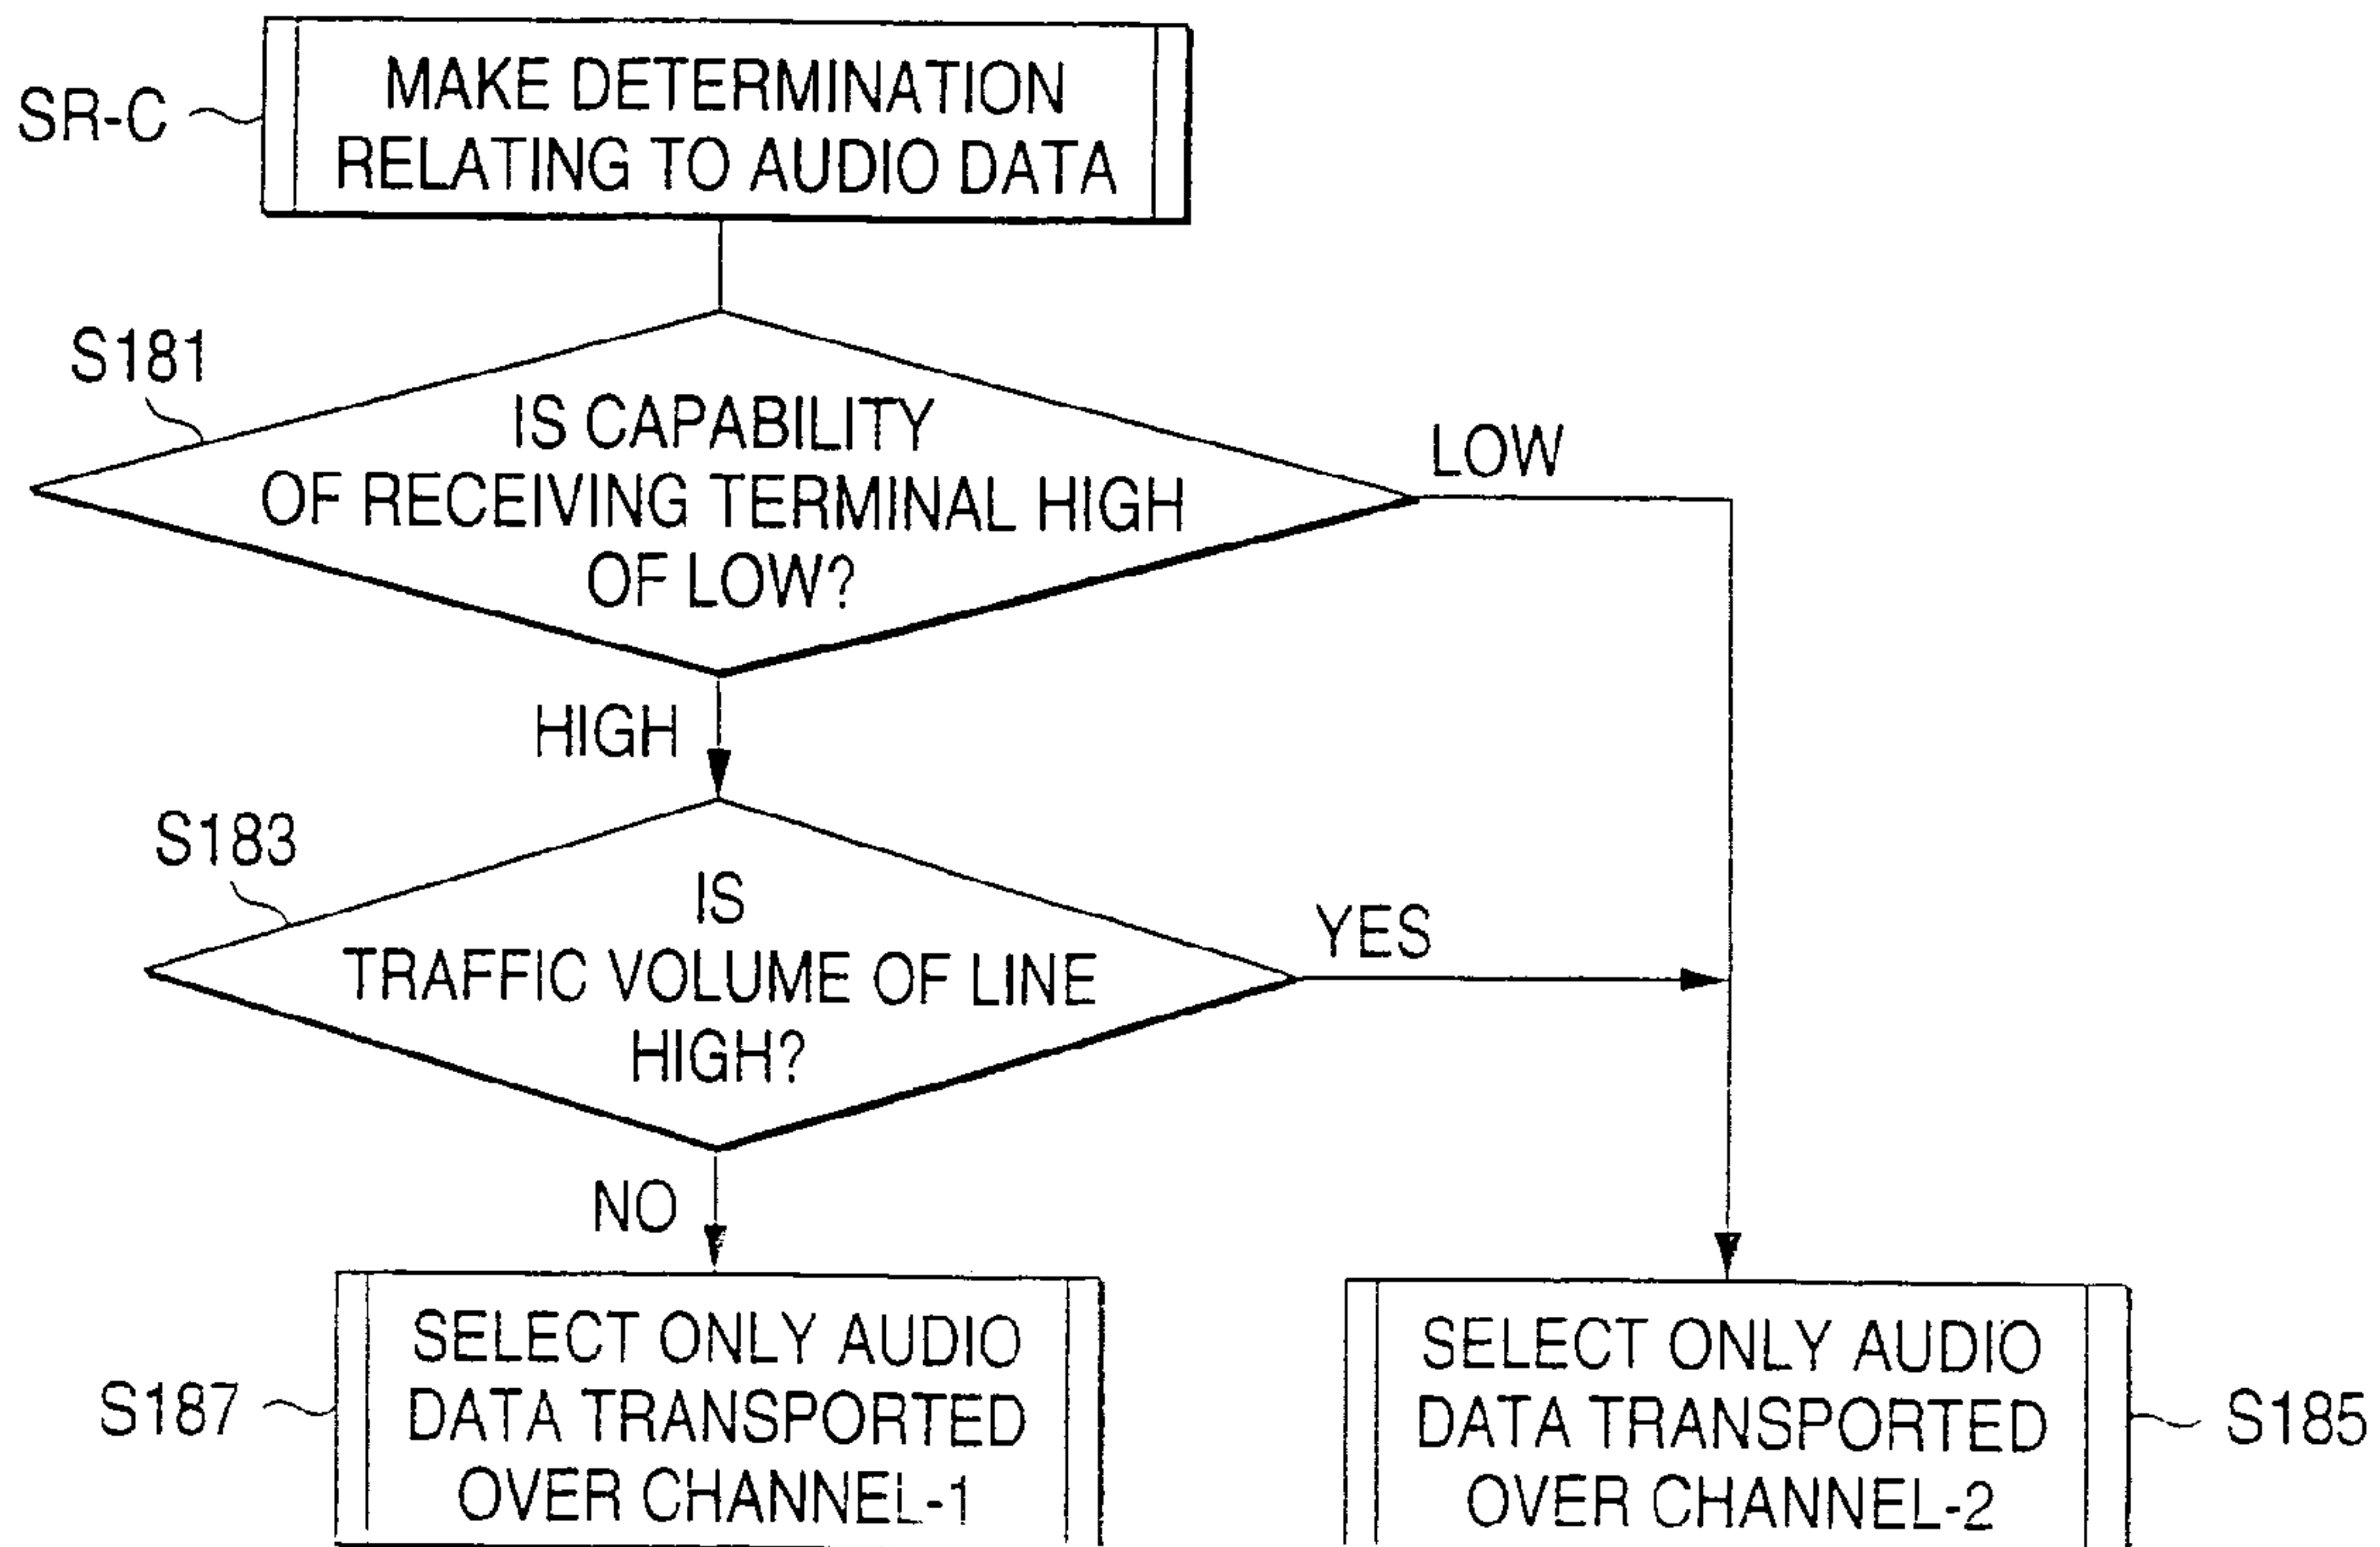 SR-C
MAKE DETERMINATION
RELATING TO AUDIO DATA
S181
IS CAPABILITY
OF RECEIVING TERMINAL HIGH
OF LOW?
LOW
HIGH
S183
IS
TRAFFIC VOLUME OF LINE
HIGH?
YES
NO
S187
SELECT ONLY AUDIO
DATA TRANSPORTED
OVER CHANNEL-1
SELECT ONLY AUDIO
DATA TRANSPORTED
OVER CHANNEL-2
S185